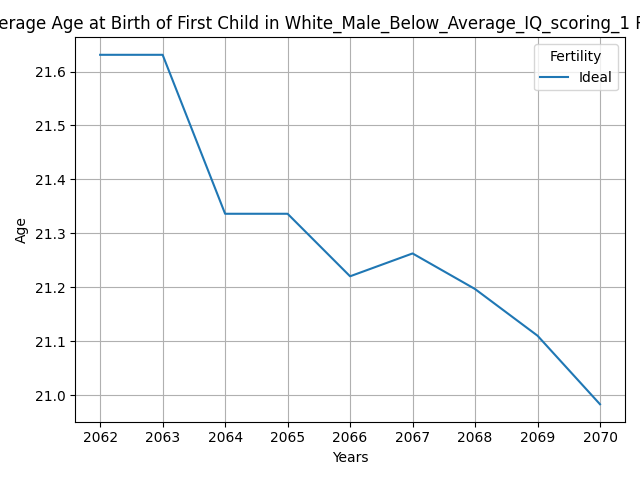 erage Age at Birth of First Child in White_Male_Below_Average_IQ_scoring_1
Fertility
Ideal
21.6
21.5
21.4
21.3
21.2
21.1
21.0
Age
2062 2063 2064 2065 2066 2067 2068 2069 2070
Years